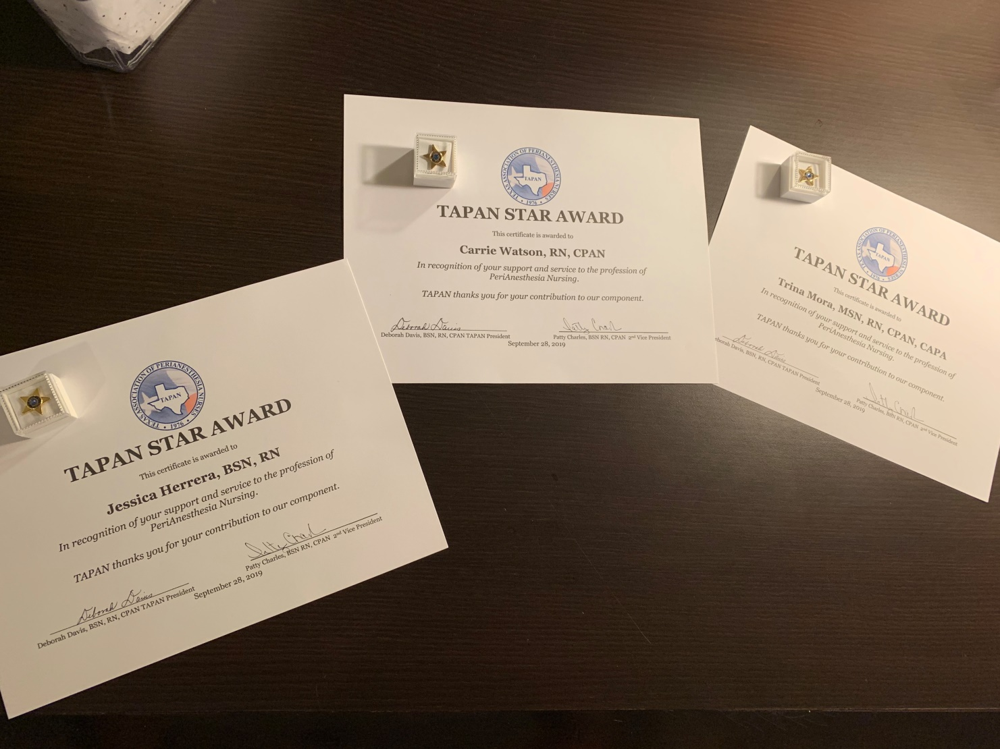 TEXAS ASSOCIATION OF PERIANESTHESIA NURSES
TAPAN
• 1976 •
TAPAN STAR AWARD
This certificate is awarded to
Jessica Herrera, BSN, RN
In recognition of your support and service to the profession of
PeriAnesthesia Nursing.
TAPAN thanks you for your contribution to our component.
Deborah Davis
Patty Charles
Deborah Davis, BSN, RN, CPAN TAPAN President
Patty Charles, BSN RN, CPAN 2nd Vice President
September 28, 2019
TEXAS ASSOCIATION OF PERIANESTHESIA NURSES
TAPAN
• 1976 •
TAPAN STAR AWARD
This certificate is awarded to
Carrie Watson, RN, CPAN
In recognition of your support and service to the profession of
PeriAnesthesia Nursing.
TAPAN thanks you for your contribution to our component.
Deborah Davis
Patty Charles
Deborah Davis, BSN, RN, CPAN TAPAN President
Patty Charles, BSN RN, CPAN 2nd Vice President
September 28, 2019
TEXAS ASSOCIATION OF PERIANESTHESIA NURSES
TAPAN
• 1976 •
TAPAN STAR AWARD
This certificate is awarded to
Trina Mora, MSN, RN, CPAN, CAPA
In recognition of your support and service to the profession of
PeriAnesthesia Nursing.
TAPAN thanks you for your contribution to our component.
Deborah Davis
Patty Charles
eborah Davis, BSN, RN, CPAN TAPAN President
Patty Charles, BSN RN, CPAN 2nd Vice President
September 28, 2019